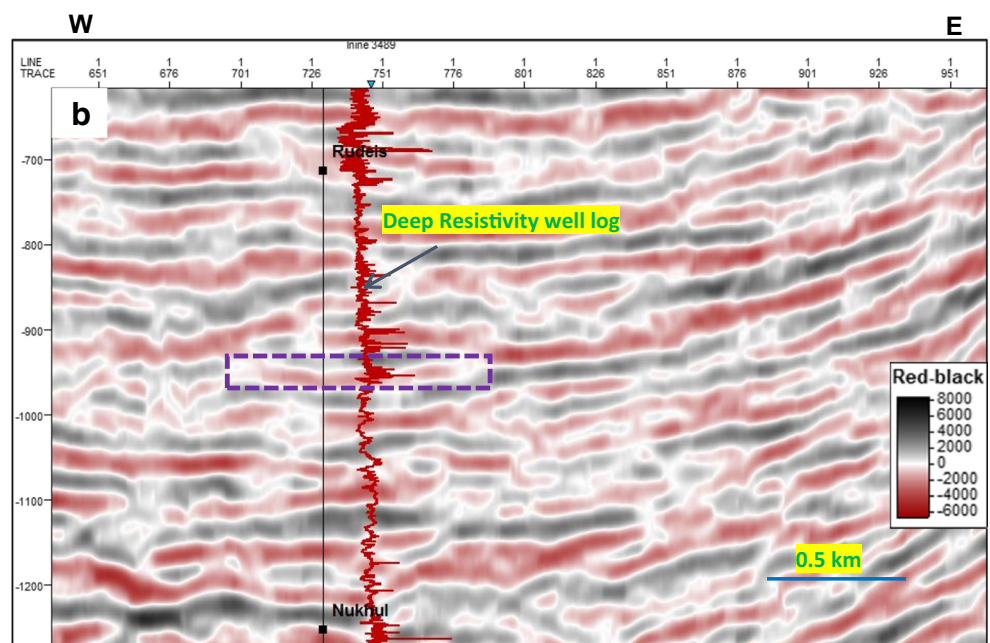 W E
Inine 3489
LINE 1 1 1 1 1 1 1 1 1 1 1 1 1
TRACE 651 676 701 726 751 776 801 826 851 876 901 926 951
b
-700
Rudeis
Deep Resistivity well log
-800
-900
Red-black
8000
6000
4000
2000
0
-2000
-4000
-6000
-1000
-1100
0.5 km
-1200
Nukhul